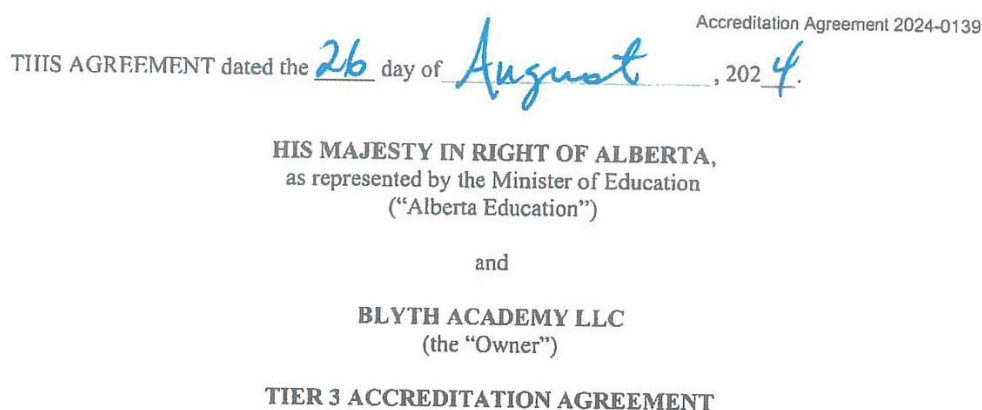 Accreditation Agreement 2024-0139
THIS AGREEMENT dated the 26 day of August, 2024.
HIS MAJESTY IN RIGHT OF ALBERTA,
as represented by the Minister of Education
("Alberta Education")
and
BLYTH ACADEMY LLC
(the "Owner")
TIER 3 ACCREDITATION AGREEMENT